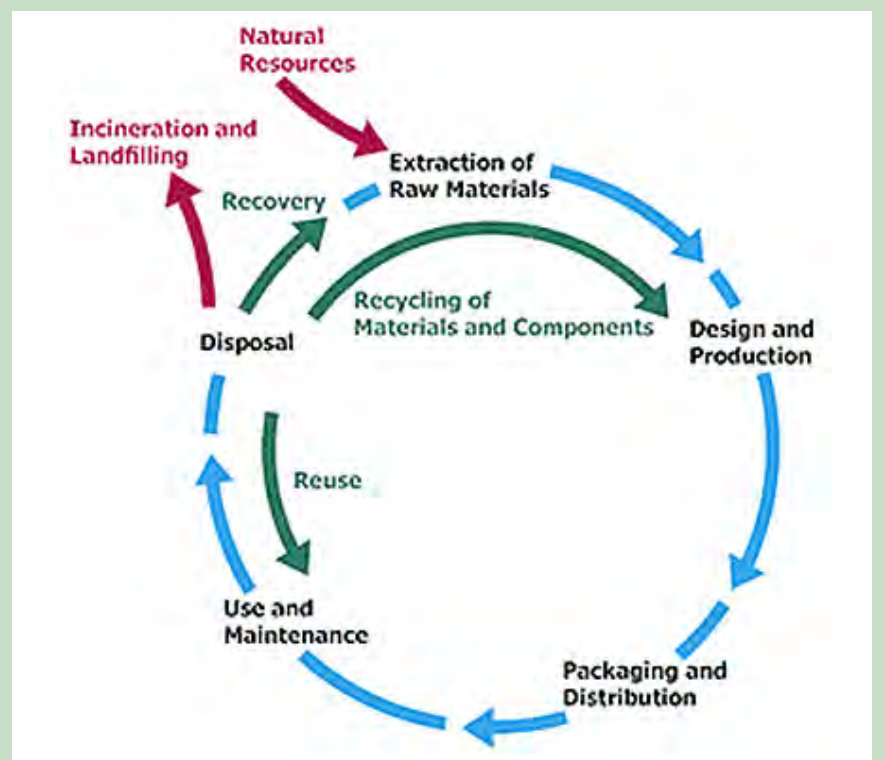 Natural
Resources
Incineration and
Landfilling
Extraction of
Raw Materials
Recovery
Recycling of
Materials and Components
Design and
Production
Disposal
Reuse
Use and
Maintenance
Packaging and
Distribution